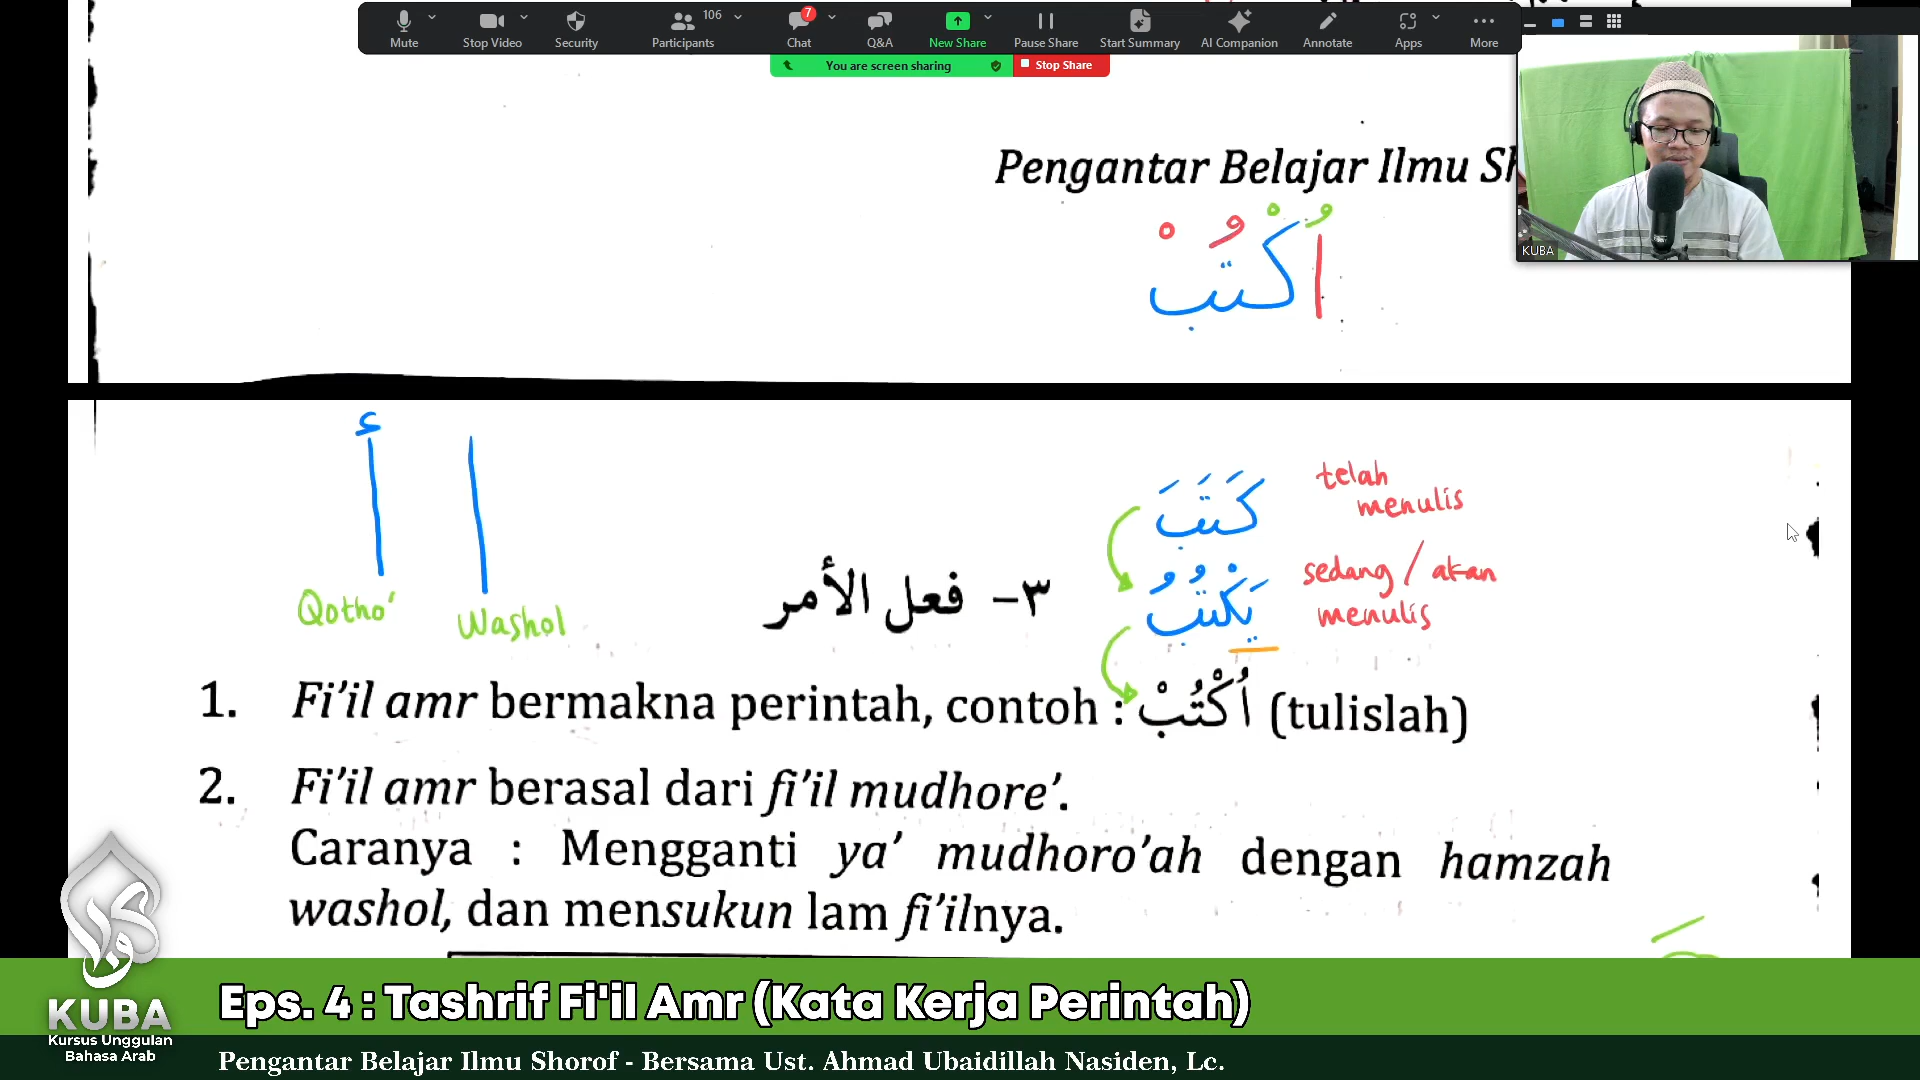 Mute
Stop Video
Security
Participants
106
Chat
7
Q&A
New Share
Pause Share
Start Summary
AI Companion
Annotate
Apps
More
You are screen sharing
Stop Share
KUBA
Pengantar Belajar Ilmu
اُكْتُبْ
أ ا
Qotho' Washol
كَتَبَ telah menulis
يَكْتُبُ sedang / akan menulis
٣- فعل الأمر
1. Fi'il amr bermakna perintah, contoh : اُكْتُبْ (tulislah)
2. Fi'il amr berasal dari fi'il mudhore'.
Caranya : Mengganti ya' mudhoro'ah dengan hamzah
washol, dan mensukun lam fi'ilnya.
KUBA
Kursus Unggulan
Bahasa Arab
Eps. 4 : Tashrif Fi'il Amr (Kata Kerja Perintah)
Pengantar Belajar Ilmu Shorof - Bersama Ust. Ahmad Ubaidillah Nasiden, Lc.